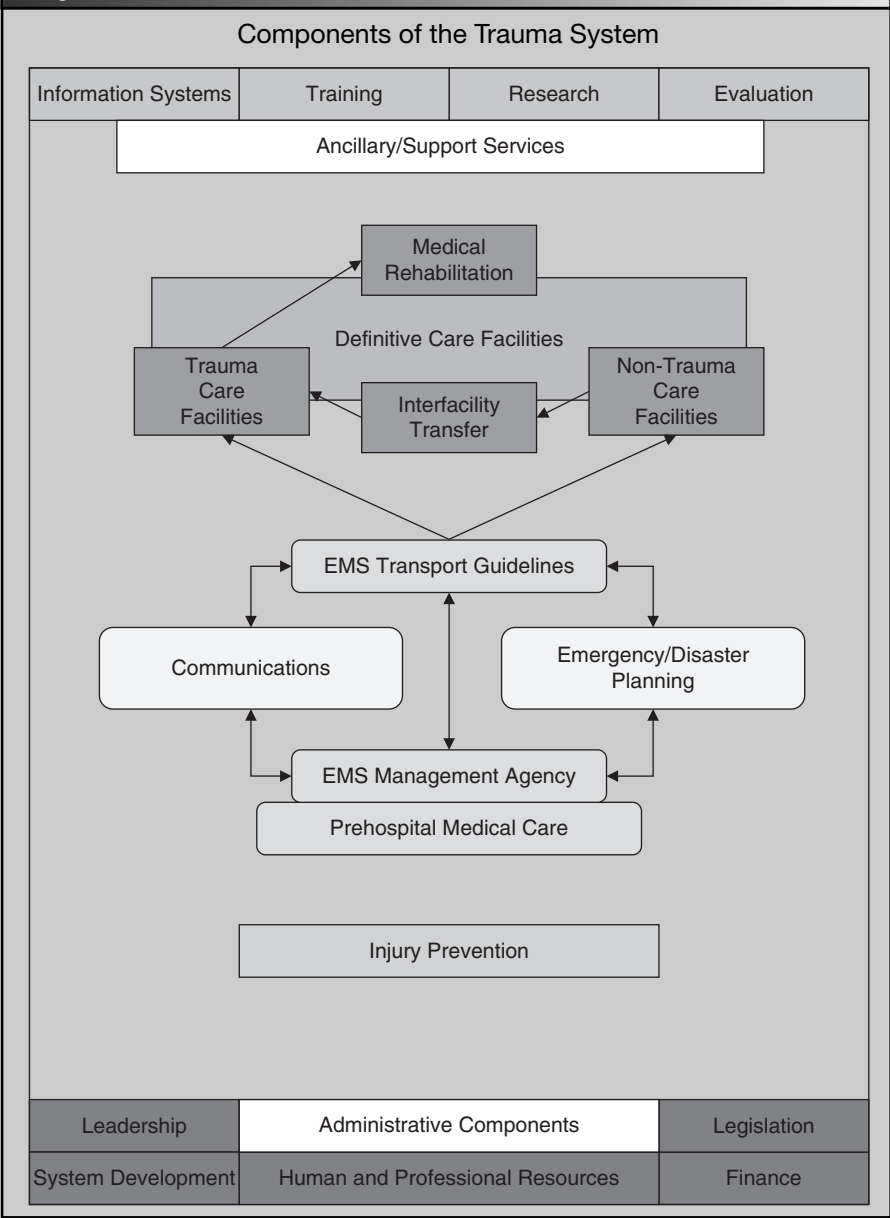 Components of the Trauma System
Information Systems
Training
Research
Evaluation
Ancillary/Support Services
Medical
Rehabilitation
Definitive Care Facilities
Trauma
Care
Facilities
Interfacility
Transfer
Non-Trauma
Care
Facilities
EMS Transport Guidelines
Communications
Emergency/Disaster
Planning
EMS Management Agency
Prehospital Medical Care
Injury Prevention
Leadership
Administrative Components
Legislation
System Development
Human and Professional Resources
Finance